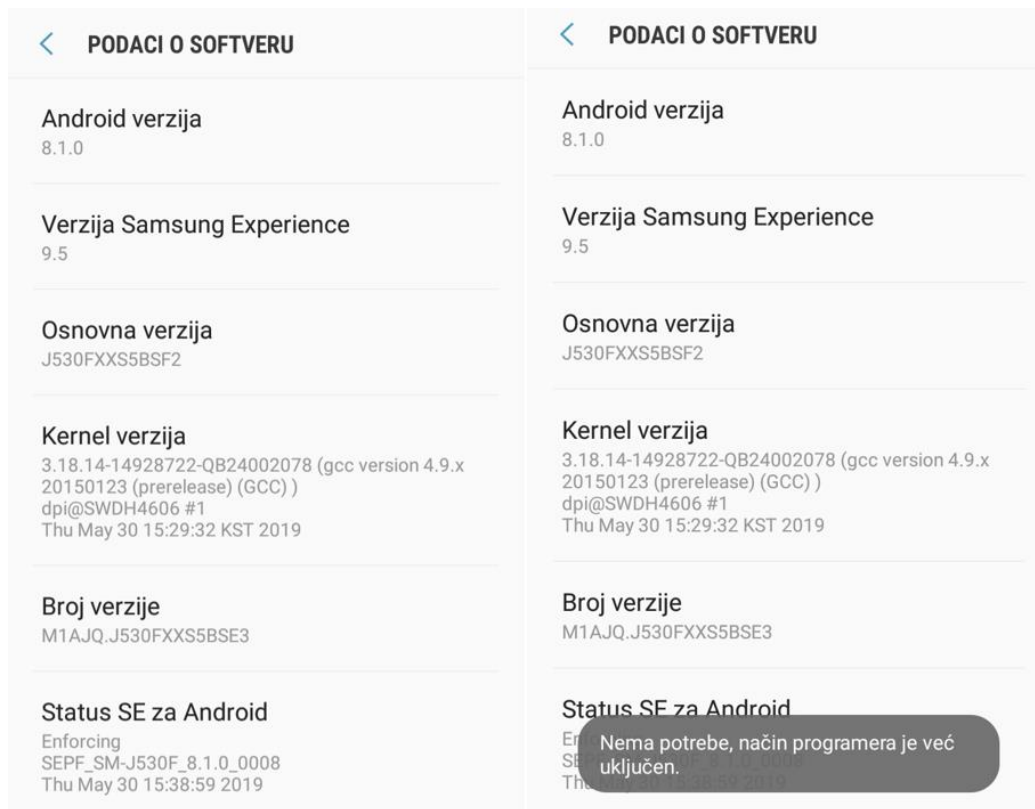 PODACI O SOFTVERU
Android verzija
8.1.0
Verzija Samsung Experience
9.5
Osnovna verzija
J530FXXS5BSF2
Kernel verzija
3.18.14-14928722-QB24002078 (gcc version 4.9.x
20150123 (prerelease) (GCC) )
dpi@SWDH4606 #1
Thu May 30 15:29:32 KST 2019
Broj verzije
M1AJQ.J530FXXS5BSE3
Status SE za Android
Enforcing
SEPF_SM-J530F_8.1.0_0008
Thu May 30 15:38:59 2019
PODACI O SOFTVERU
Android verzija
8.1.0
Verzija Samsung Experience
9.5
Osnovna verzija
J530FXXS5BSF2
Kernel verzija
3.18.14-14928722-QB24002078 (gcc version 4.9.x
20150123 (prerelease) (GCC) )
dpi@SWDH4606 #1
Thu May 30 15:29:32 KST 2019
Broj verzije
M1AJQ.J530FXXS5BSE3
Status SE za Android
Nema potrebe, način programera je već
uključen.